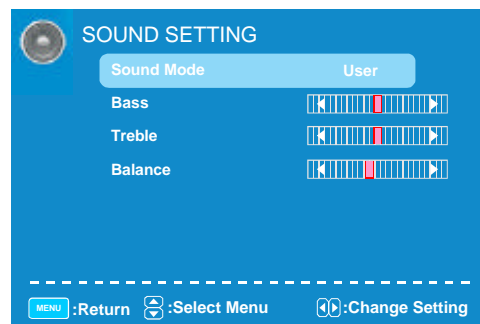 SOUND SETTING
Sound Mode User
Bass
Treble
Balance
MENU :Return :Select Menu :Change Setting